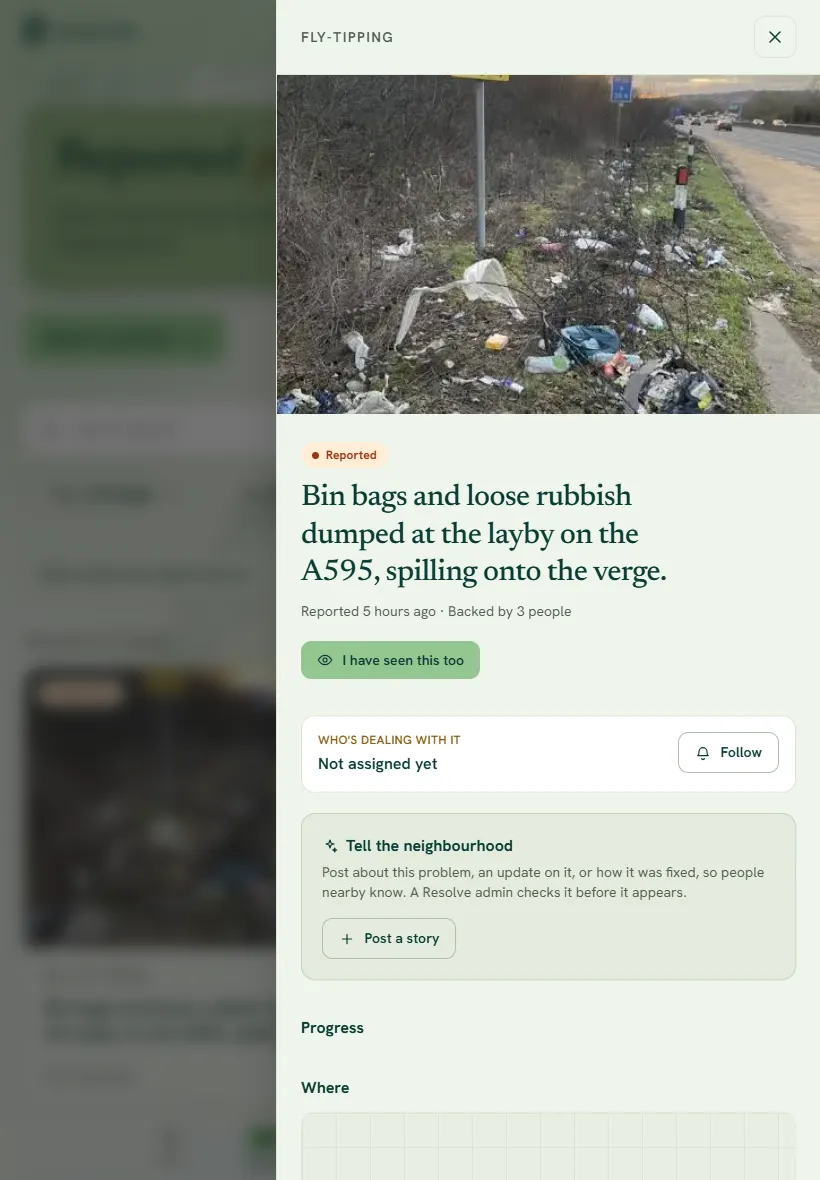 FLY-TIPPING
Reported
Bin bags and loose rubbish
dumped at the layby on the
A595, spilling onto the verge.
Reported 5 hours ago · Backed by 3 people
I have seen this too
WHO'S DEALING WITH IT
Not assigned yet
Follow
Tell the neighbourhood
Post about this problem, an update on it, or how it was fixed, so people
nearby know. A Resolve admin checks it before it appears.
Post a story
Progress
Where